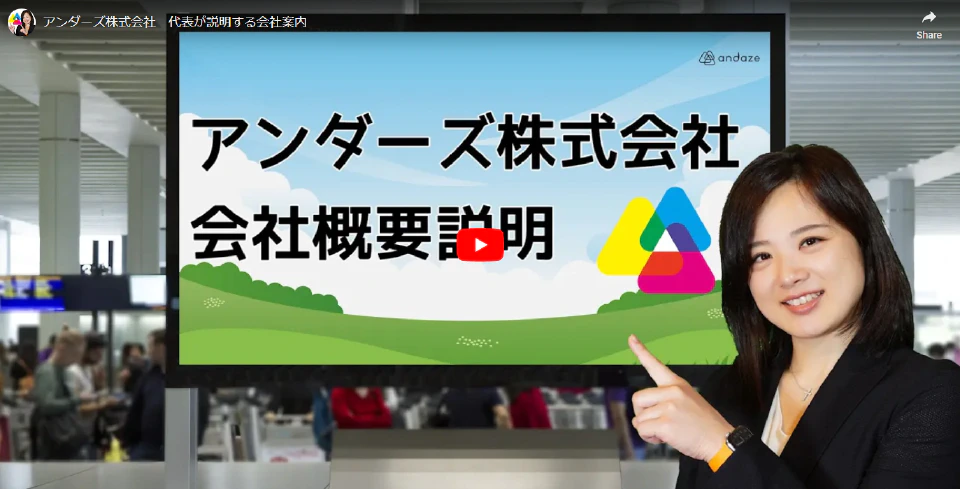 アンダーズ株式会社　代表が説明する会社案内
Share
andaze
アンダーズ株式会社
会社概要説明